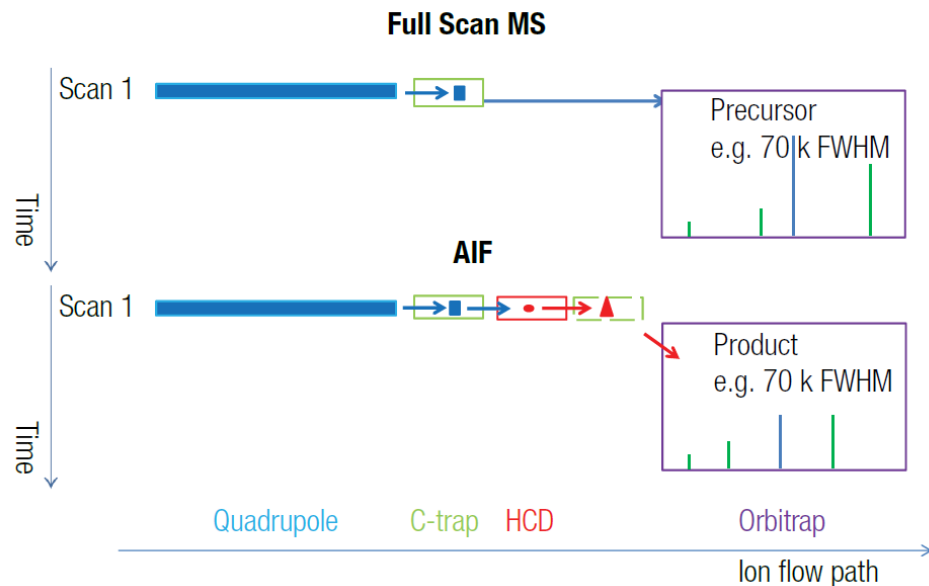 Full Scan MS
Scan 1
Precursor
e.g. 70 k FWHM
Time
AIF
Scan 1
Product
e.g. 70 k FWHM
Time
Quadrupole
C-trap
HCD
Orbitrap
Ion flow path